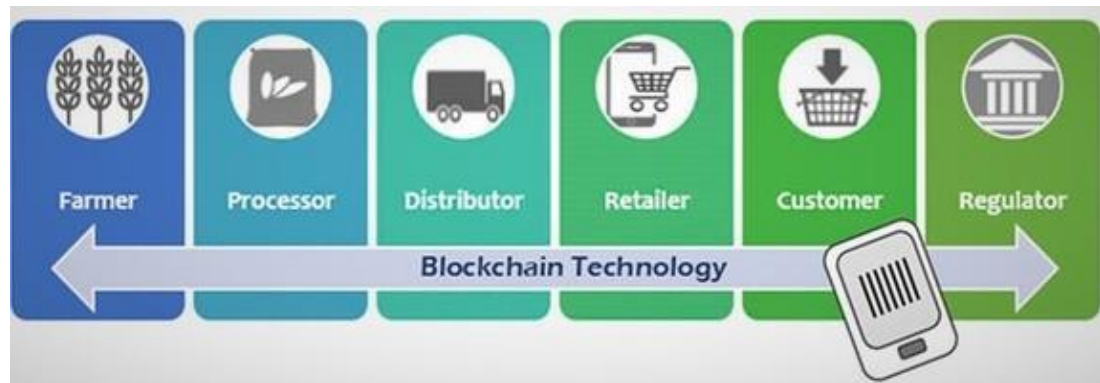 Farmer
Processor
Distributor
Retailer
Customer
Regulator
Blockchain Technology